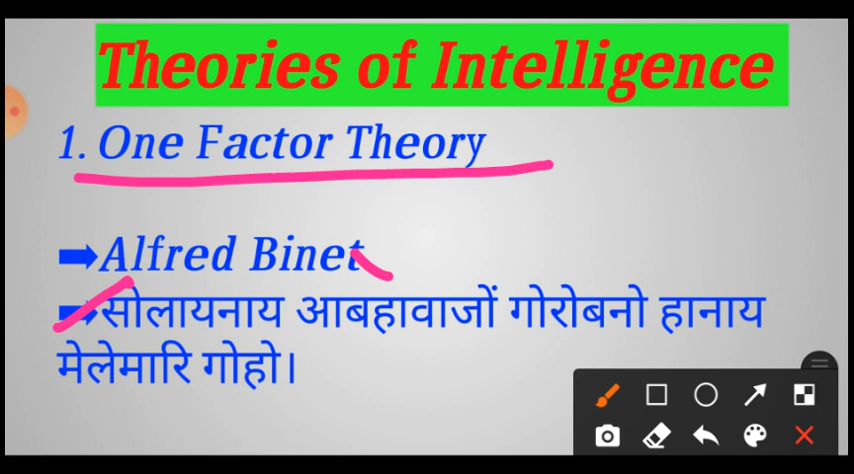 Theories of Intelligence
1. One Factor Theory
➡Alfred Binet
➡सोलायनाय आबहावाजों गोरोबनो हानाय
मेलेमारि गोहो।